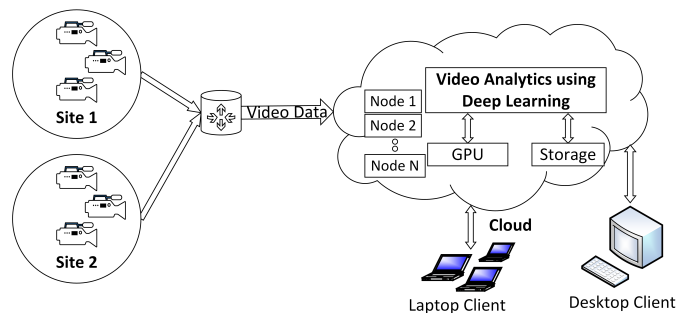 Site 1
Site 2
Video Data
Node 1
Node 2
Node N
Video Analytics using
Deep Learning
GPU
Storage
Cloud
Laptop Client
Desktop Client